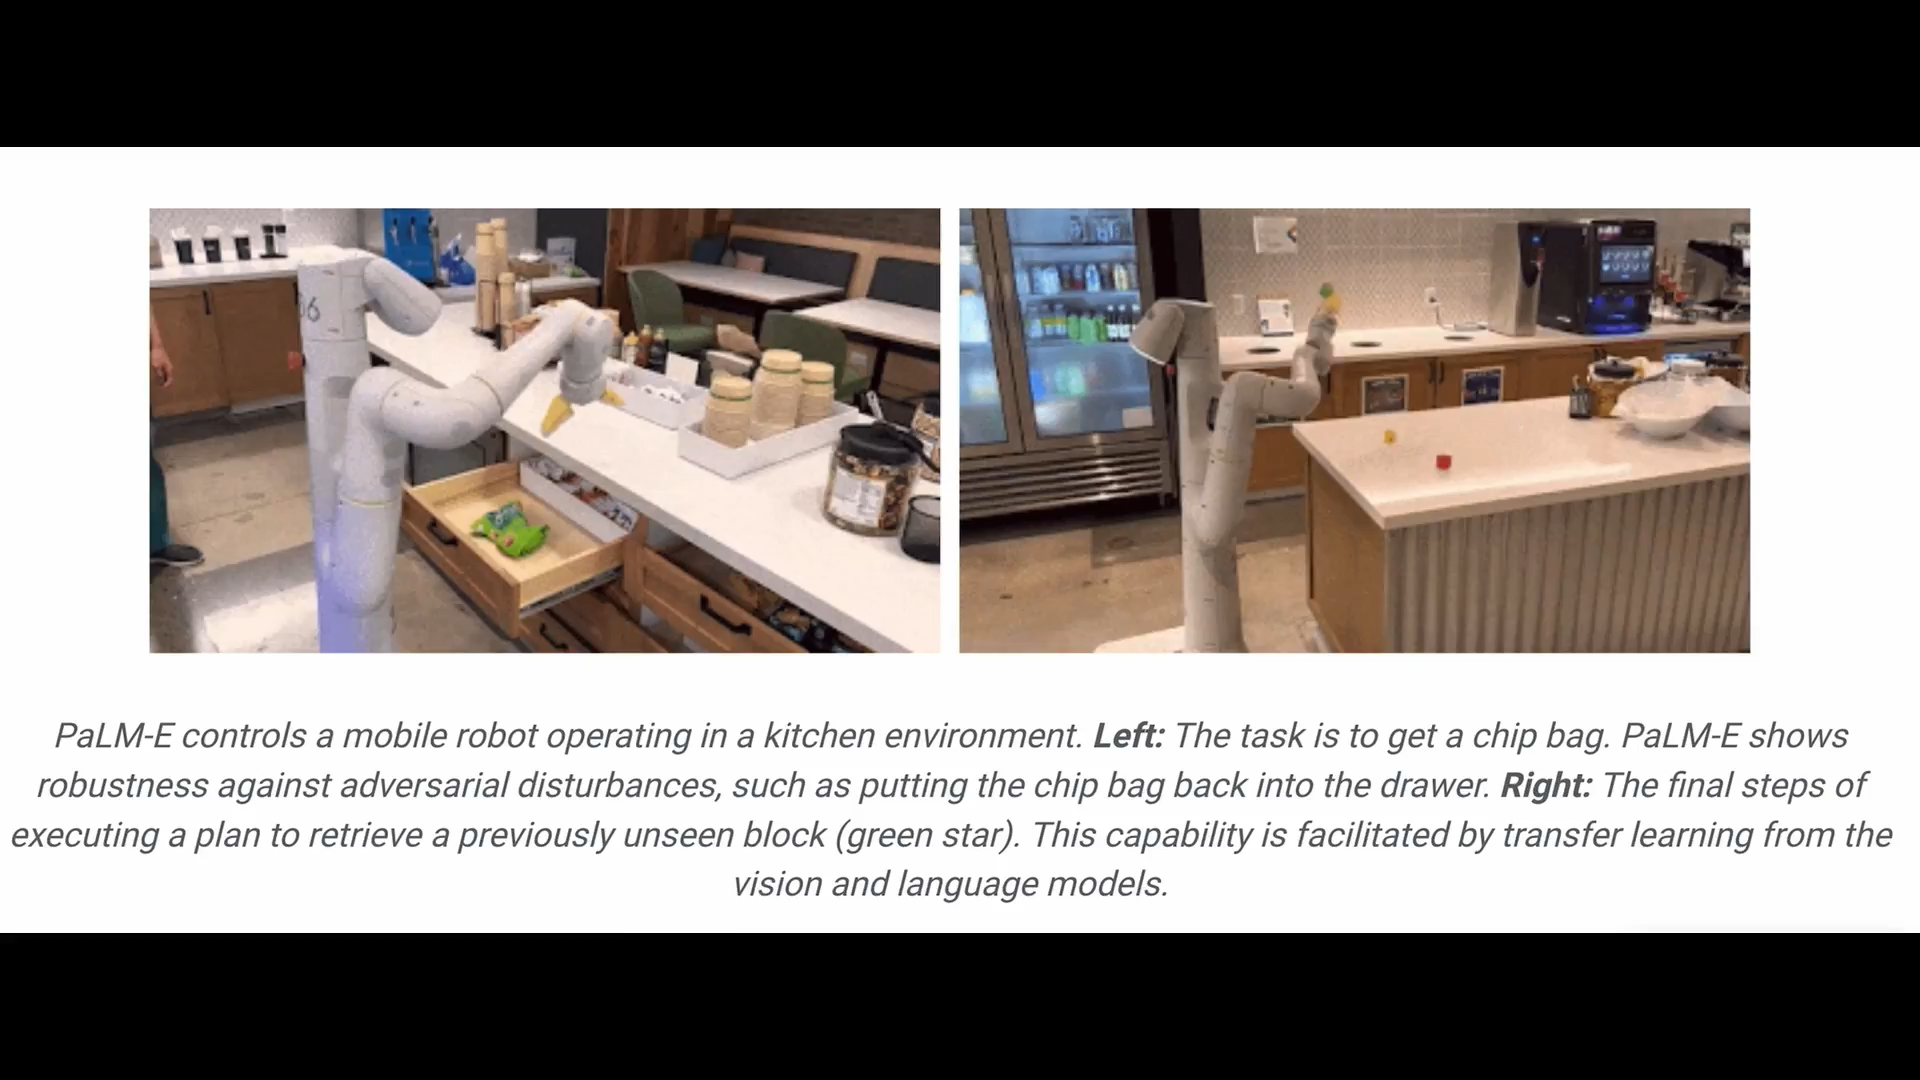 36
PaLM-E controls a mobile robot operating in a kitchen environment. Left: The task is to get a chip bag. PaLM-E shows
robustness against adversarial disturbances, such as putting the chip bag back into the drawer. Right: The final steps of
executing a plan to retrieve a previously unseen block (green star). This capability is facilitated by transfer learning from the
vision and language models.